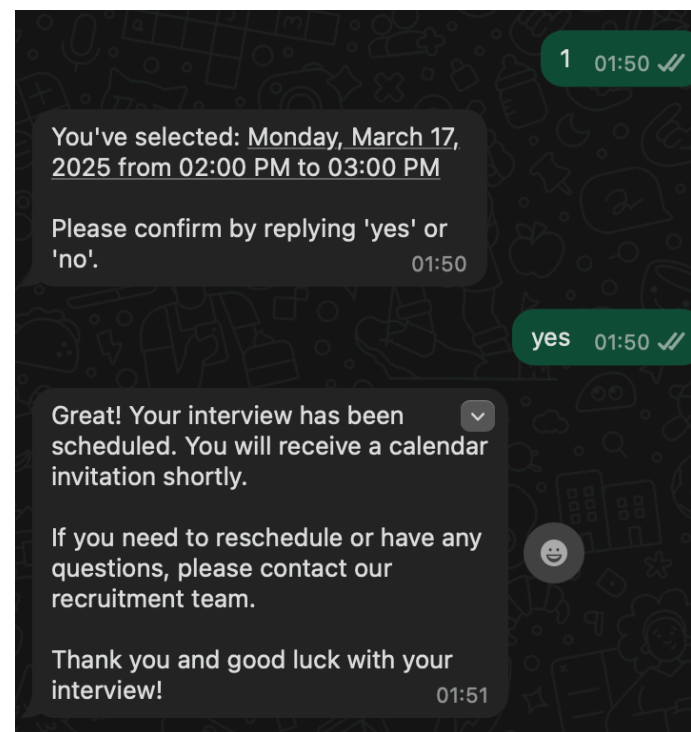 1 01:50
You've selected: Monday, March 17,
2025 from 02:00 PM to 03:00 PM
Please confirm by replying 'yes' or
'no'. 01:50
yes 01:50
Great! Your interview has been
scheduled. You will receive a calendar
invitation shortly.
If you need to reschedule or have any
questions, please contact our
recruitment team.
Thank you and good luck with your
interview! 01:51